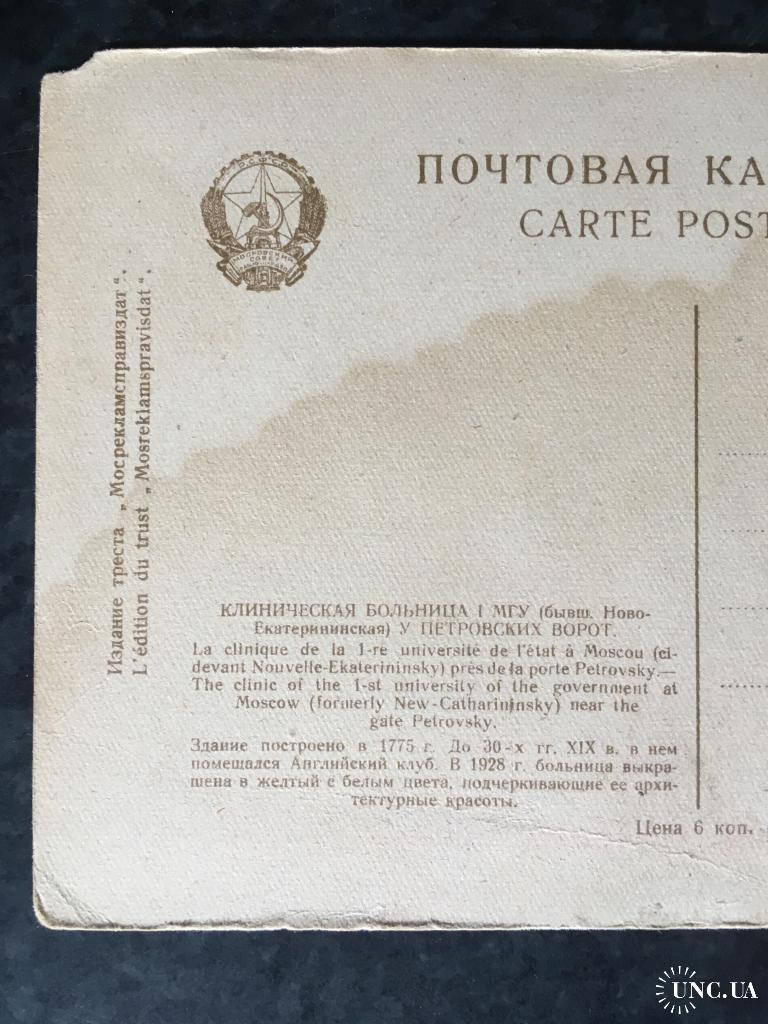 ПОЧТОВАЯ КА
CARTE POST
Р.С.Ф.С.Р.
МОСКОВСКИЙ
СОВЕТ
Издание треста „Мосрекламсправиздат“.
L'édition du trust „Mosreklamspravisdat“.
КЛИНИЧЕСКАЯ БОЛЬНИЦА I МГУ (бывш. Ново-
Екатерининская) У ПЕТРОВСКИХ ВОРОТ.
La clinique de la 1-re université de l'état à Moscou (ci-
devant Nouvelle-Ekaterininsky) près de la porte Petrovsky.—
The clinic of the 1-st university of the government at
Moscow (formerly New-Catharininsky) near the
gate Petrovsky.
Здание построено в 1775 г. До 30-х гг. XIX в. в нем
помещался Английский клуб. В 1928 г. больница выкра-
шена в желтый с белым цвета, подчеркивающие ее архи-
тектурные красоты.
Цена 6 коп.
UNC.UA